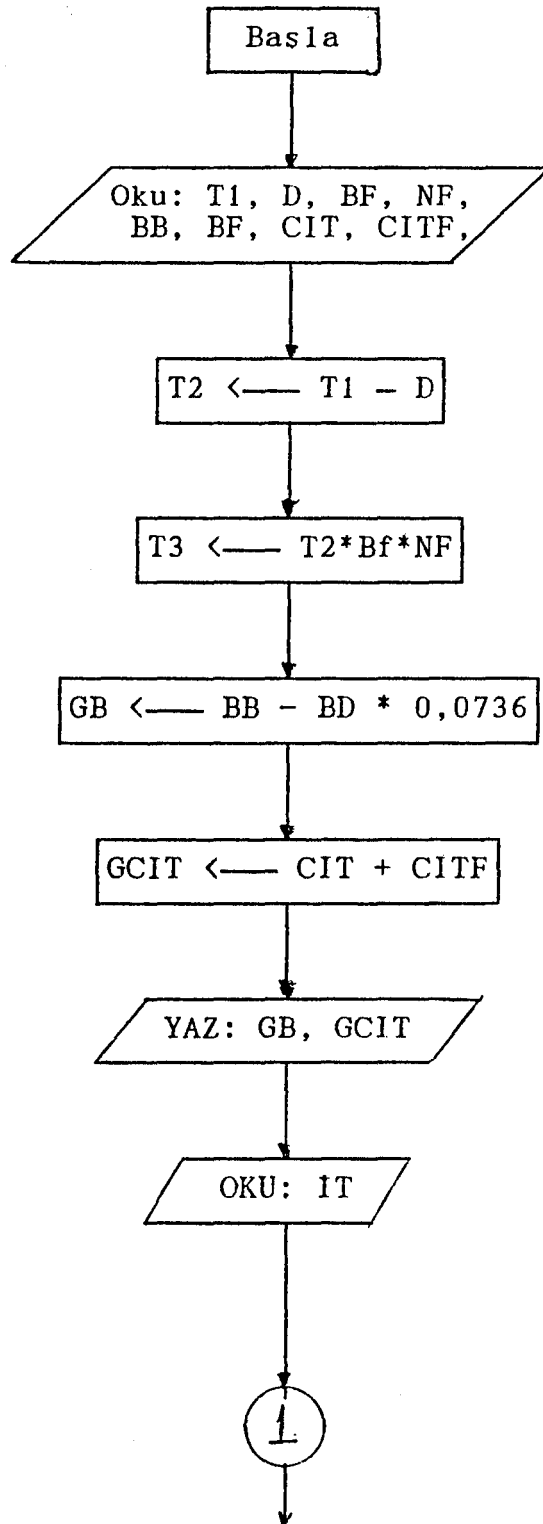 Başla
Oku: T1, D, BF, NF,
BB, BF, CIT, CITF,
T2 <—— T1 - D
T3 <—— T2*Bf*NF
GB <—— BB - BD * 0,0736
GCIT <—— CIT + CITF
YAZ: GB, GCIT
OKU: IT
1